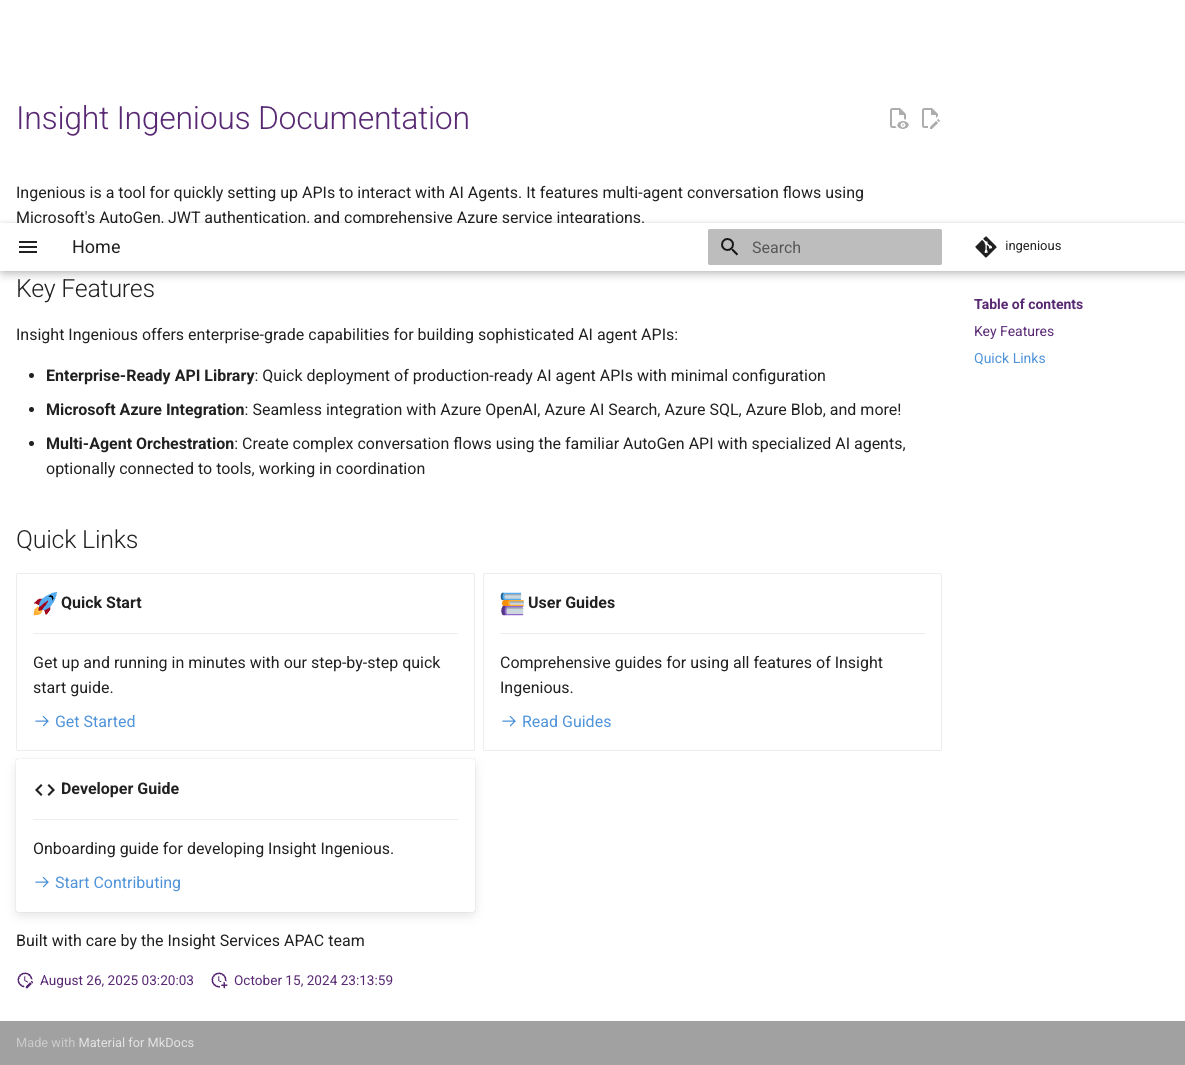 Insight Ingenious Documentation
Ingenious is a tool for quickly setting up APIs to interact with AI Agents. It features multi-agent conversation flows using
Microsoft's AutoGen, JWT authentication, and comprehensive Azure service integrations.
Home
Search
ingenious
Key Features
Insight Ingenious offers enterprise-grade capabilities for building sophisticated AI agent APIs:
Enterprise-Ready API Library: Quick deployment of production-ready AI agent APIs with minimal configuration
Microsoft Azure Integration: Seamless integration with Azure OpenAI, Azure AI Search, Azure SQL, Azure Blob, and more!
Multi-Agent Orchestration: Create complex conversation flows using the familiar AutoGen API with specialized AI agents,
optionally connected to tools, working in coordination
Table of contents
Key Features
Quick Links
Quick Links
Quick Start
Get up and running in minutes with our step-by-step quick
start guide.
Get Started
User Guides
Comprehensive guides for using all features of Insight
Ingenious.
Read Guides
Developer Guide
Onboarding guide for developing Insight Ingenious.
Start Contributing
Built with care by the Insight Services APAC team
August 26, 2025 03:20:03
October 15, 2024 23:13:59
Made with Material for MkDocs